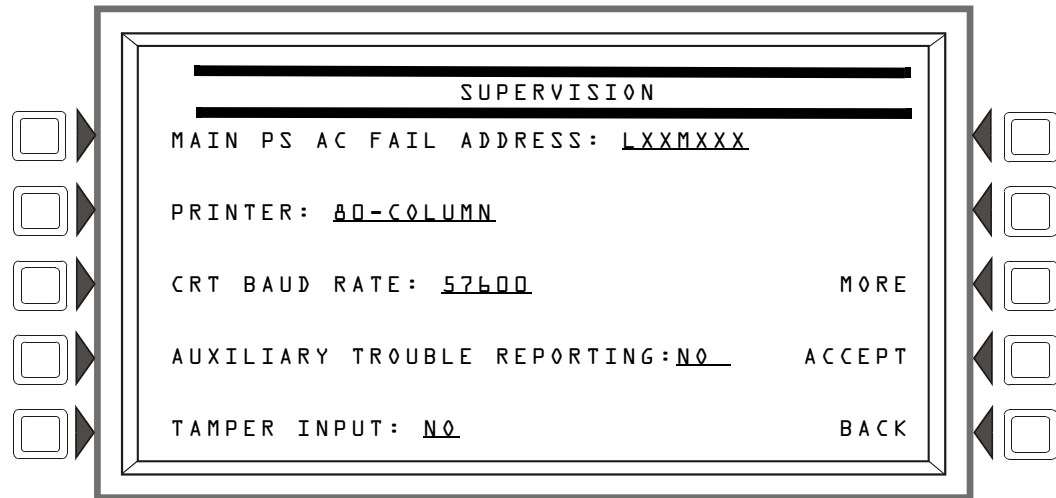 SUPERVISION
MAIN PS AC FAIL ADDRESS: LXXMXXX
PRINTER: 80-COLUMN
CRT BAUD RATE: 57600 MORE
AUXILIARY TROUBLE REPORTING:NO ACCEPT
TAMPER INPUT: NO BACK